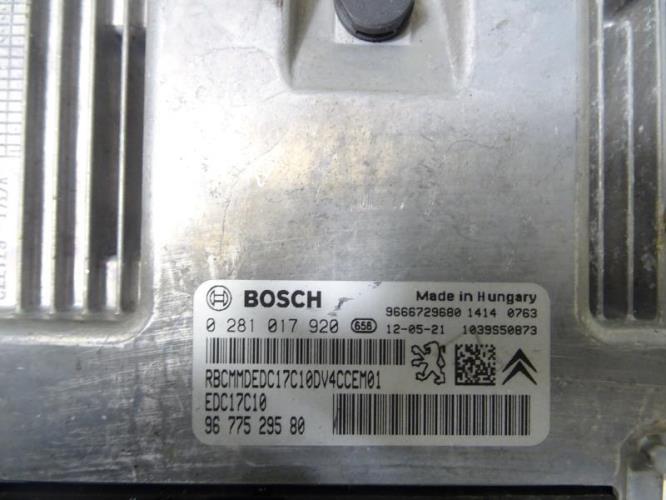 BOSCH
Made in Hungary
9666729680 1414 0763
0 281 017 920 658 12-05-21 1039S50873
RBCMMDEDC17C10DV4CCEM01
EDC17C10
96 775 295 80